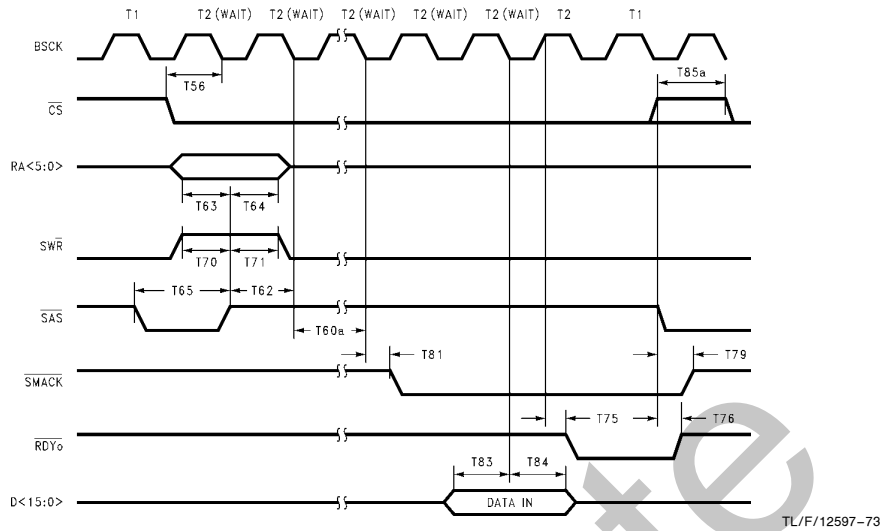 T1 T2 (WAIT) T2 (WAIT) T2 (WAIT) T2 (WAIT) T2 (WAIT) T2 T1
BSCK
T56
T85a
CS
RA<5:0>
T63 T64
SWR
T70 T71
T65 T62
SAS
T60a
T81 T79
SMACK
T75 T76
RDYo
T83 T84
D<15:0> DATA IN
TL/F/12597–73